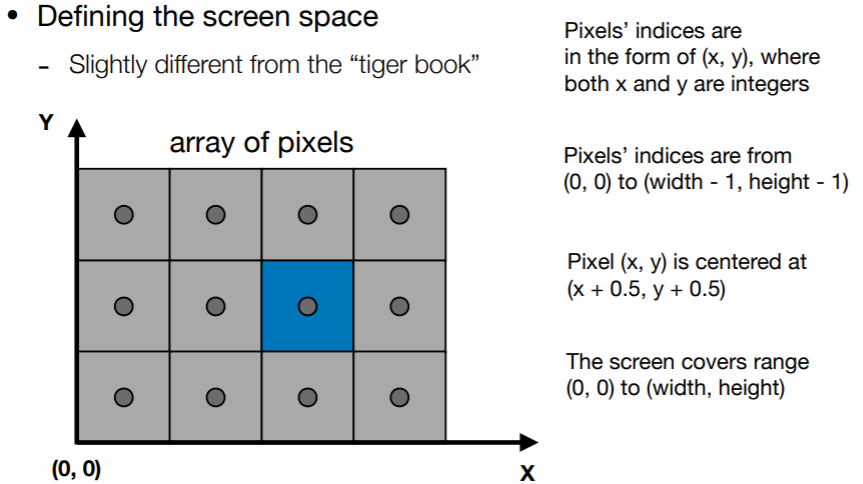 • Defining the screen space
- Slightly different from the “tiger book”
Y
array of pixels
(0, 0)
X
Pixels’ indices are
in the form of (x, y), where
both x and y are integers
Pixels’ indices are from
(0, 0) to (width - 1, height - 1)
Pixel (x, y) is centered at
(x + 0.5, y + 0.5)
The screen covers range
(0, 0) to (width, height)